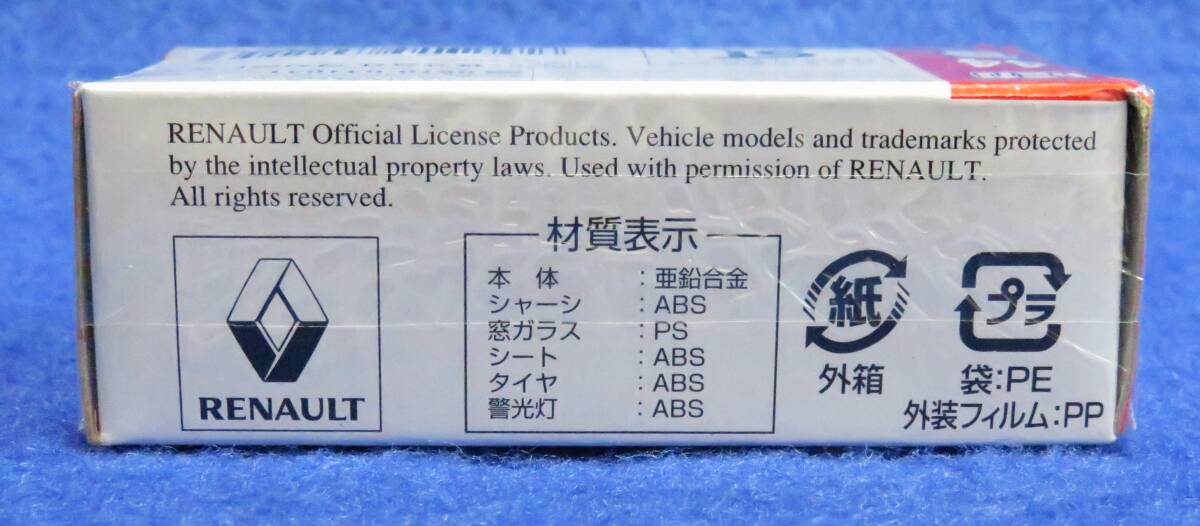 RENAULT Official License Products. Vehicle models and trademarks protected
by the intellectual property laws. Used with permission of RENAULT.
All rights reserved.
RENAULT
材質表示
本 体 : 亜鉛合金
シャーシ : ABS
窓ガラス : PS
シート : ABS
タイヤ : ABS
警光灯 : ABS
紙
外箱
プラ
袋:PE
外装フィルム:PP